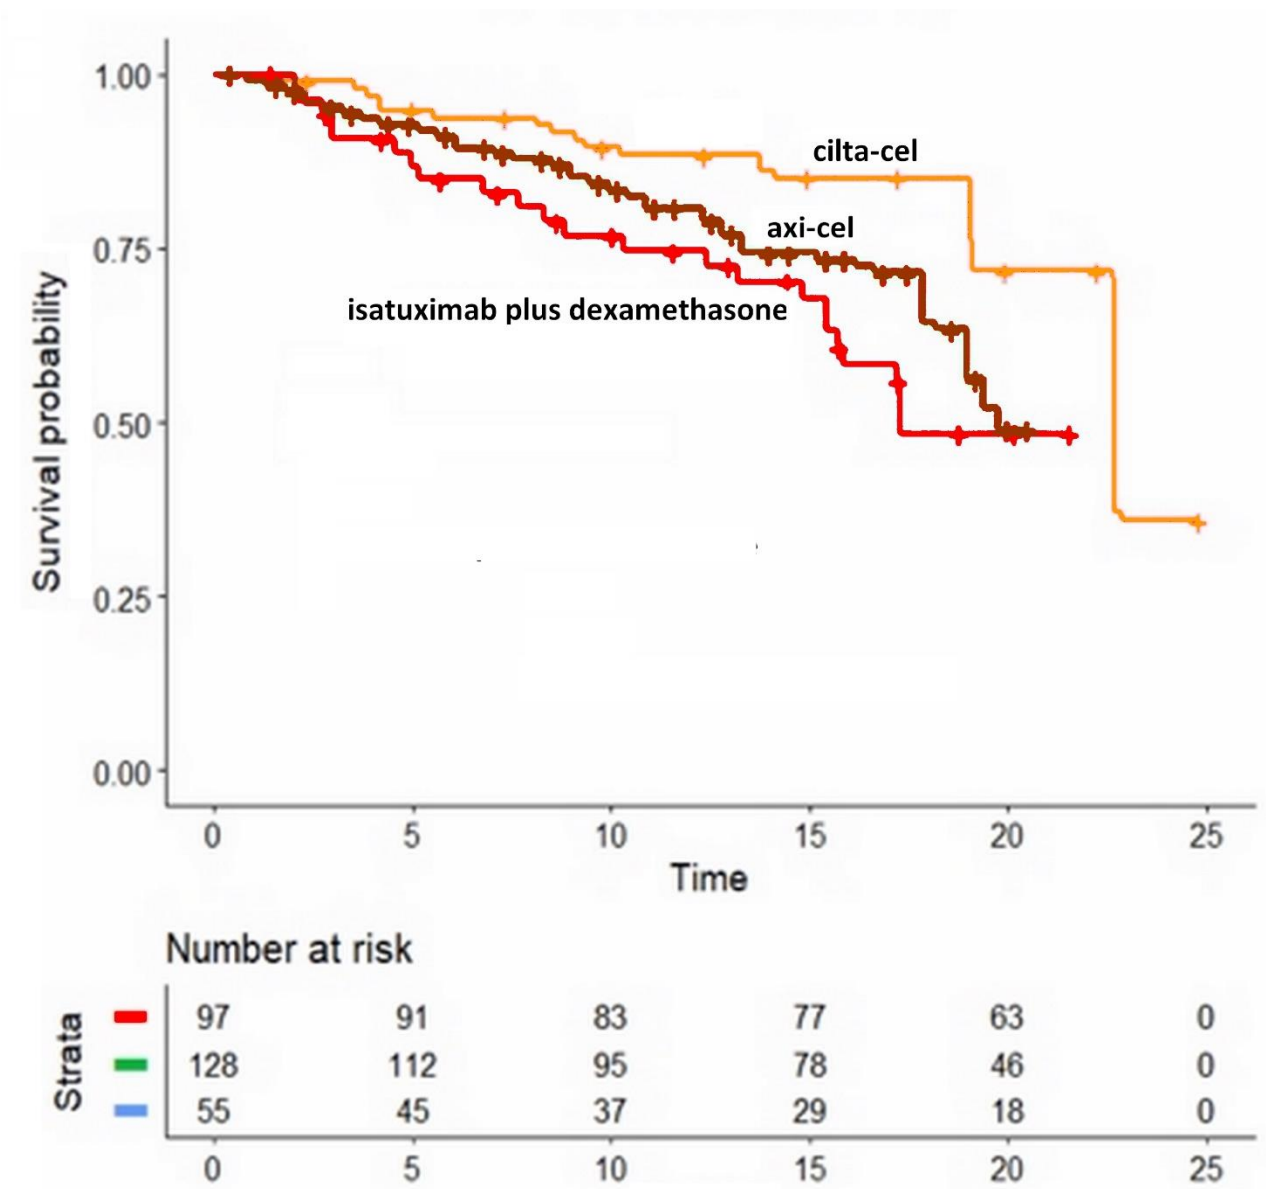 1.00
cilta-cel
axi-cel
0.75
isatuximab plus dexamethasone
Survival probability
0.50
0.25
0.00
0 5 10 15 20 25
Time
Number at risk
Strata
97 91 83 77 63 0
128 112 95 78 46 0
55 45 37 29 18 0
0 5 10 15 20 25